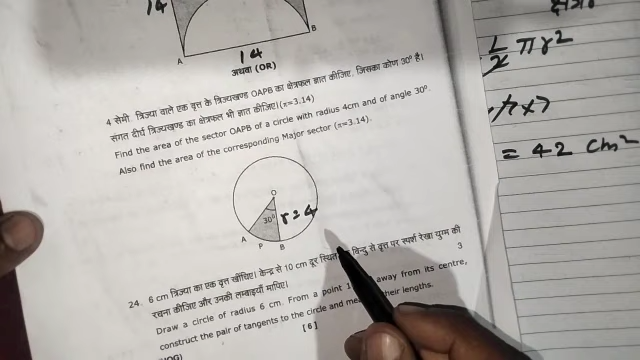 14
A
B
14
अथवा (OR)
4 सेमी. त्रिज्या वाले एक वृत्त के त्रिज्यखण्ड OAPB का क्षेत्रफल ज्ञात कीजिए, जिसका कोण 30° है।
संगत दीर्घ त्रिज्यखण्ड का क्षेत्रफल भी ज्ञात कीजिए। (π=3.14)
Find the area of the sector OAPB of a circle with radius 4cm and of angle 30°.
Also find the area of the corresponding Major sector (π=3.14).
O
30°
r = 4
A
P
B
24. 6 cm त्रिज्या का एक वृत्त खींचिए। केन्द्र से 10 cm दूर स्थित बिन्दु से वृत्त पर स्पर्श रेखा युग्म की
रचना कीजिए और उनकी लम्बाइयाँ मापिए।
3
Draw a circle of radius 6 cm. From a point away from its centre,
construct the pair of tangents to the circle and their lengths.
[6]
πr2
= 42 cm2